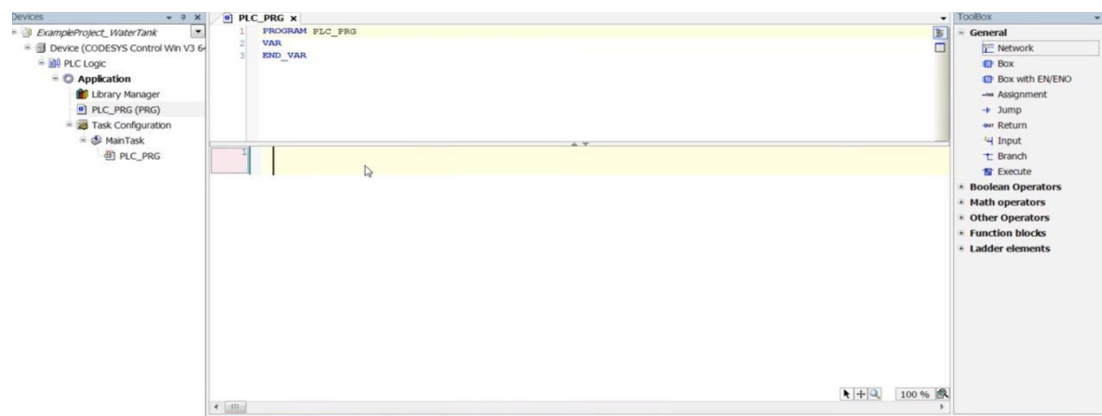 Devices
ExampleProject_WaterTank
Device (CODESYS Control Win V3 6
PLC Logic
Application
Library Manager
PLC_PRG (PRG)
Task Configuration
MainTask
PLC_PRG
PLC_PRG x
1 PROGRAM PLC_PRG
2 VAR
3 END_VAR
1
100 %
ToolBox
General
Network
Box
Box with EN/ENO
Assignment
Jump
Return
Input
Branch
Execute
Boolean Operators
Math operators
Other Operators
Function blocks
Ladder elements